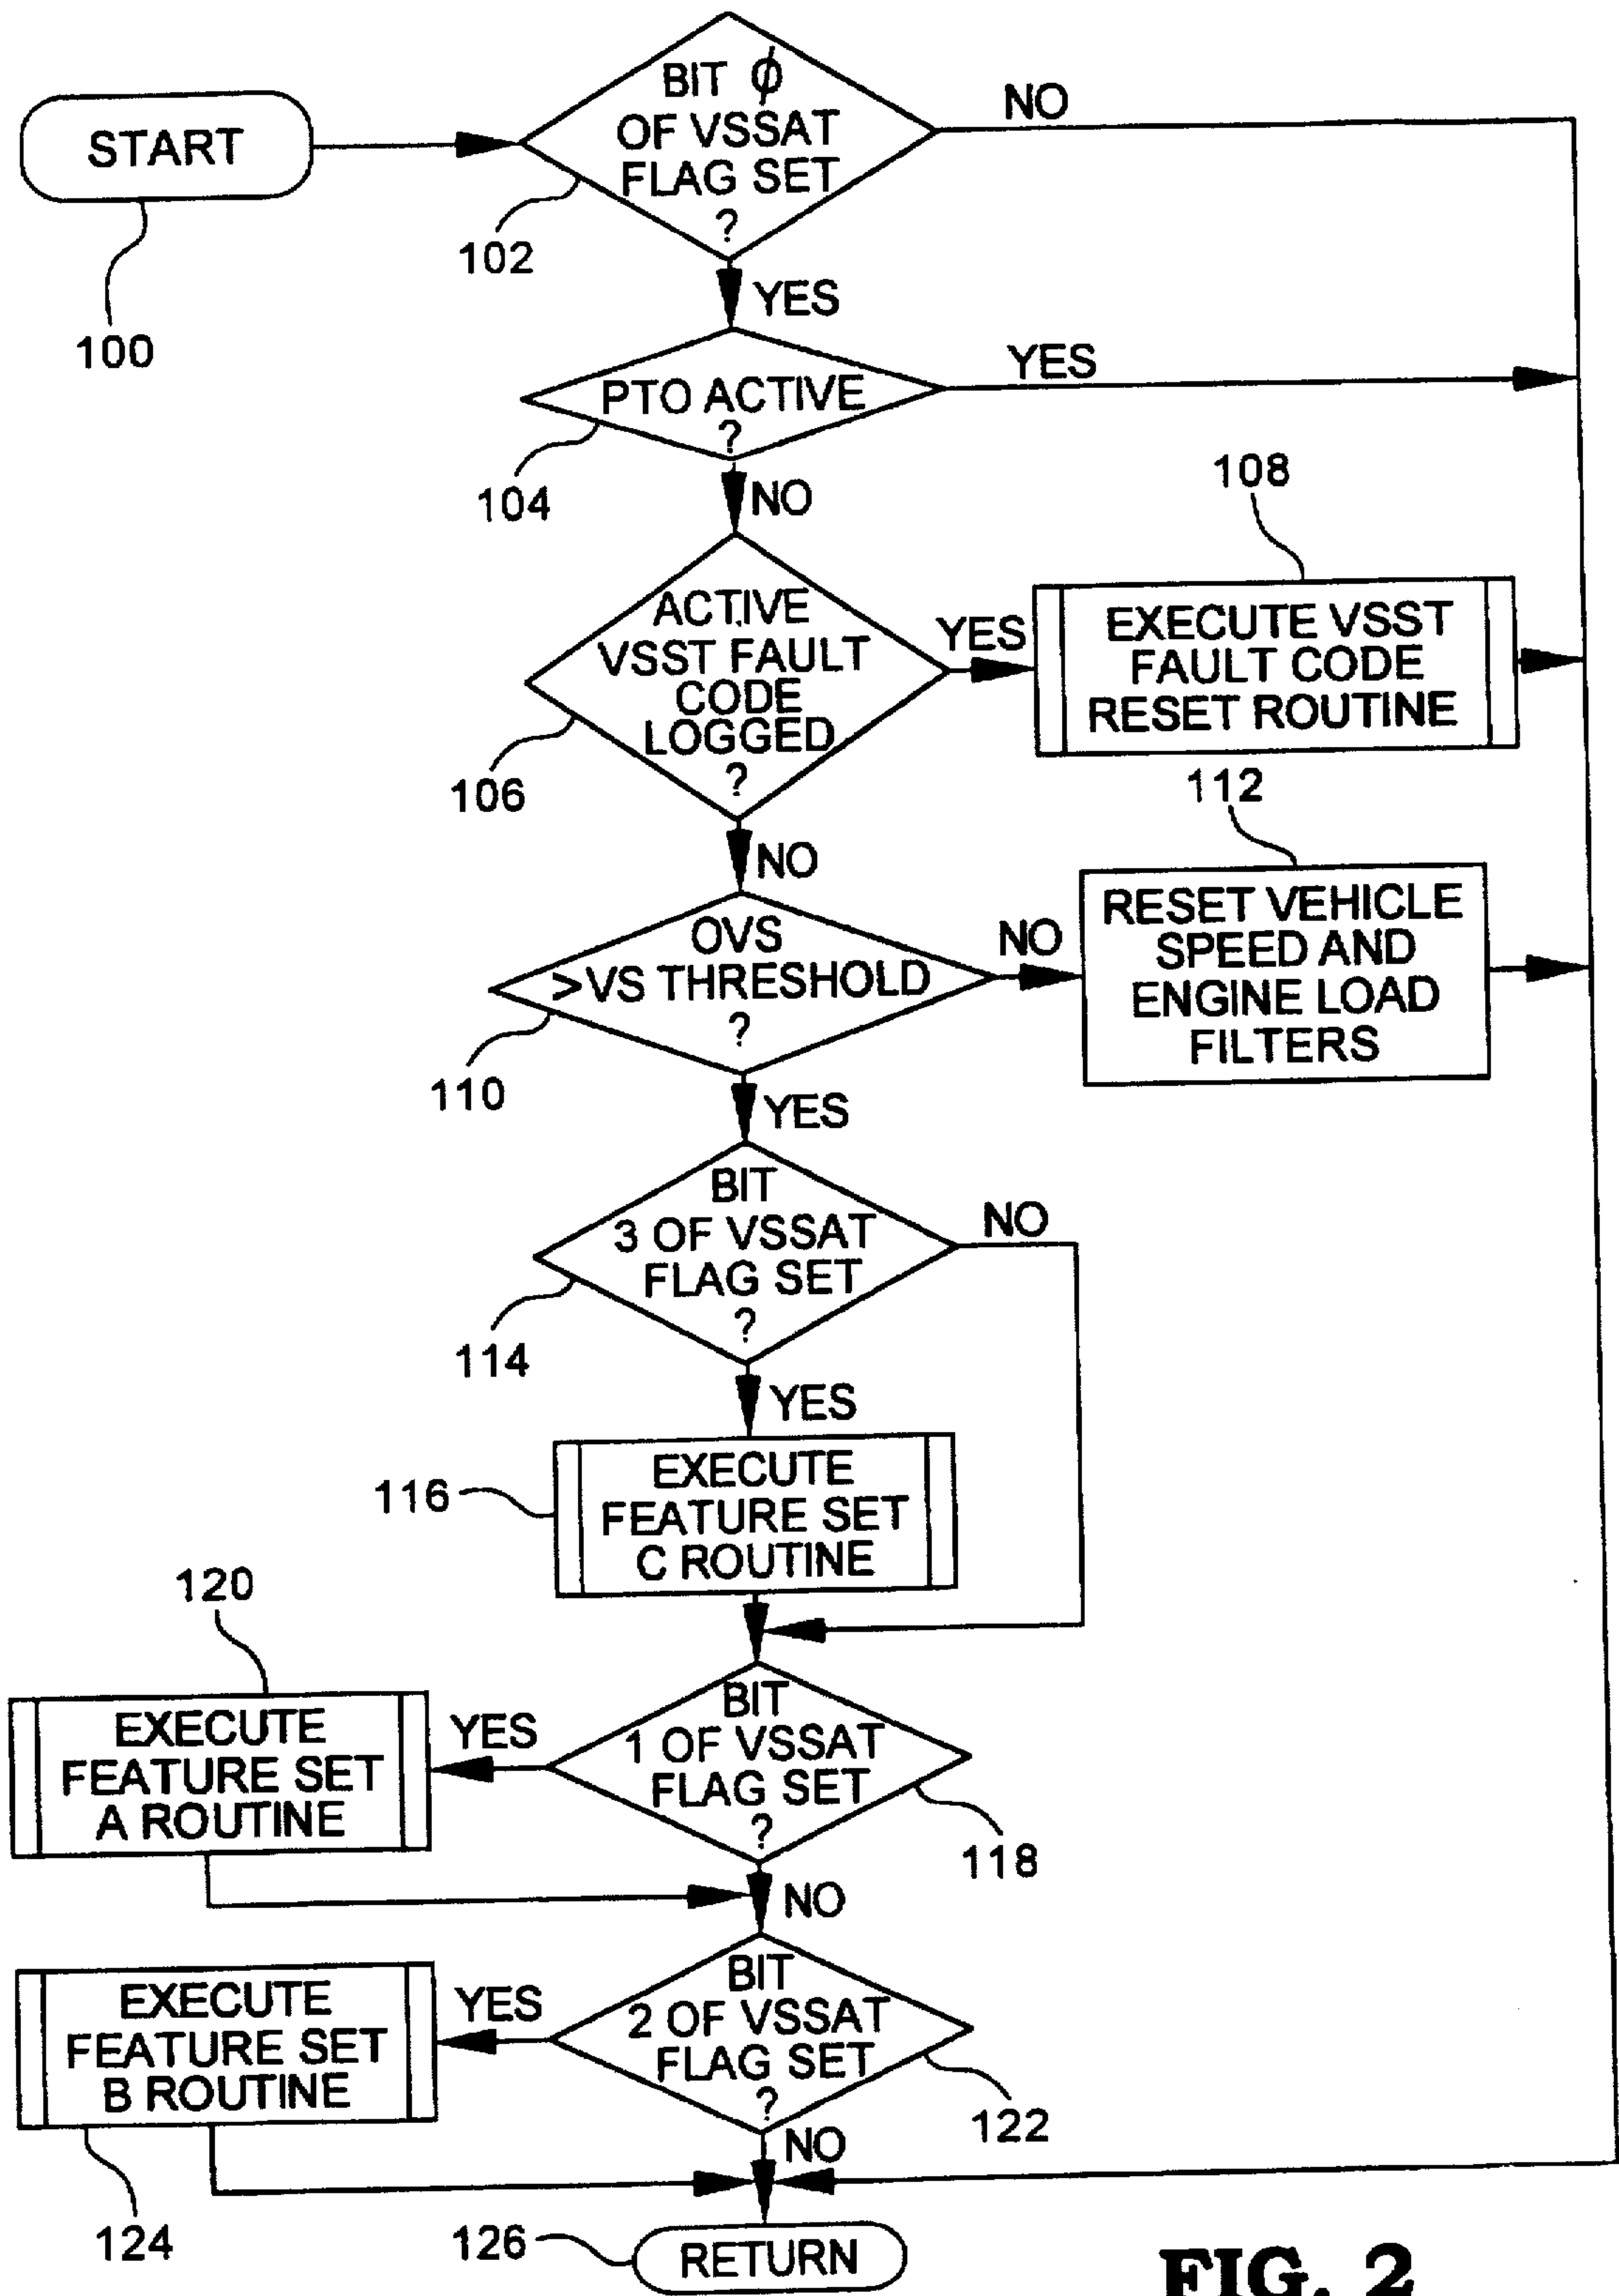 BIT φ
OF VSSAT
FLAG SET
?
NO
START
102
YES
100
PTO ACTIVE
?
YES
104
NO
108
ACTIVE
VSST FAULT
CODE
LOGGED
?
YES
EXECUTE VSST
FAULT CODE
RESET ROUTINE
106
112
NO
OVS
>VS THRESHOLD
?
NO
RESET VEHICLE
SPEED AND
ENGINE LOAD
FILTERS
110
YES
BIT
3 OF VSSAT
FLAG SET
?
NO
114
YES
116
EXECUTE
FEATURE SET
C ROUTINE
120
EXECUTE
FEATURE SET
A ROUTINE
YES
BIT
1 OF VSSAT
FLAG SET
?
118
NO
EXECUTE
FEATURE SET
B ROUTINE
YES
BIT
2 OF VSSAT
FLAG SET
?
122
NO
124
126
RETURN
FIG. 2